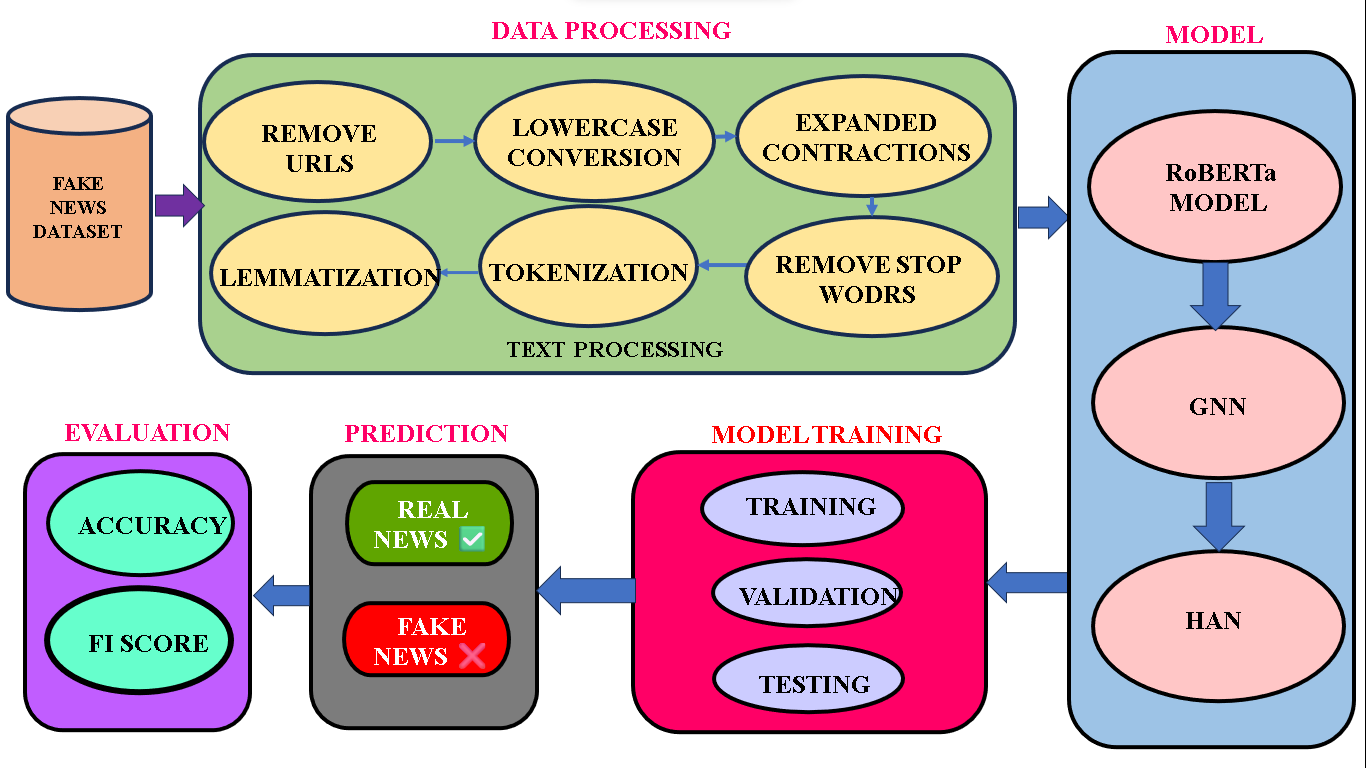 DATA PROCESSING
MODEL
FAKE
NEWS
DATASET
REMOVE
URLS
LOWERCASE
CONVERSION
EXPANDED
CONTRACTIONS
LEMMATIZATION
TOKENIZATION
REMOVE STOP
WODRS
TEXT PROCESSING
RoBERTa
MODEL
GNN
HAN
EVALUATION
PREDICTION
MODEL TRAINING
ACCURACY
FI SCORE
REAL
NEWS ✅
FAKE
NEWS ❌
TRAINING
VALIDATION
TESTING